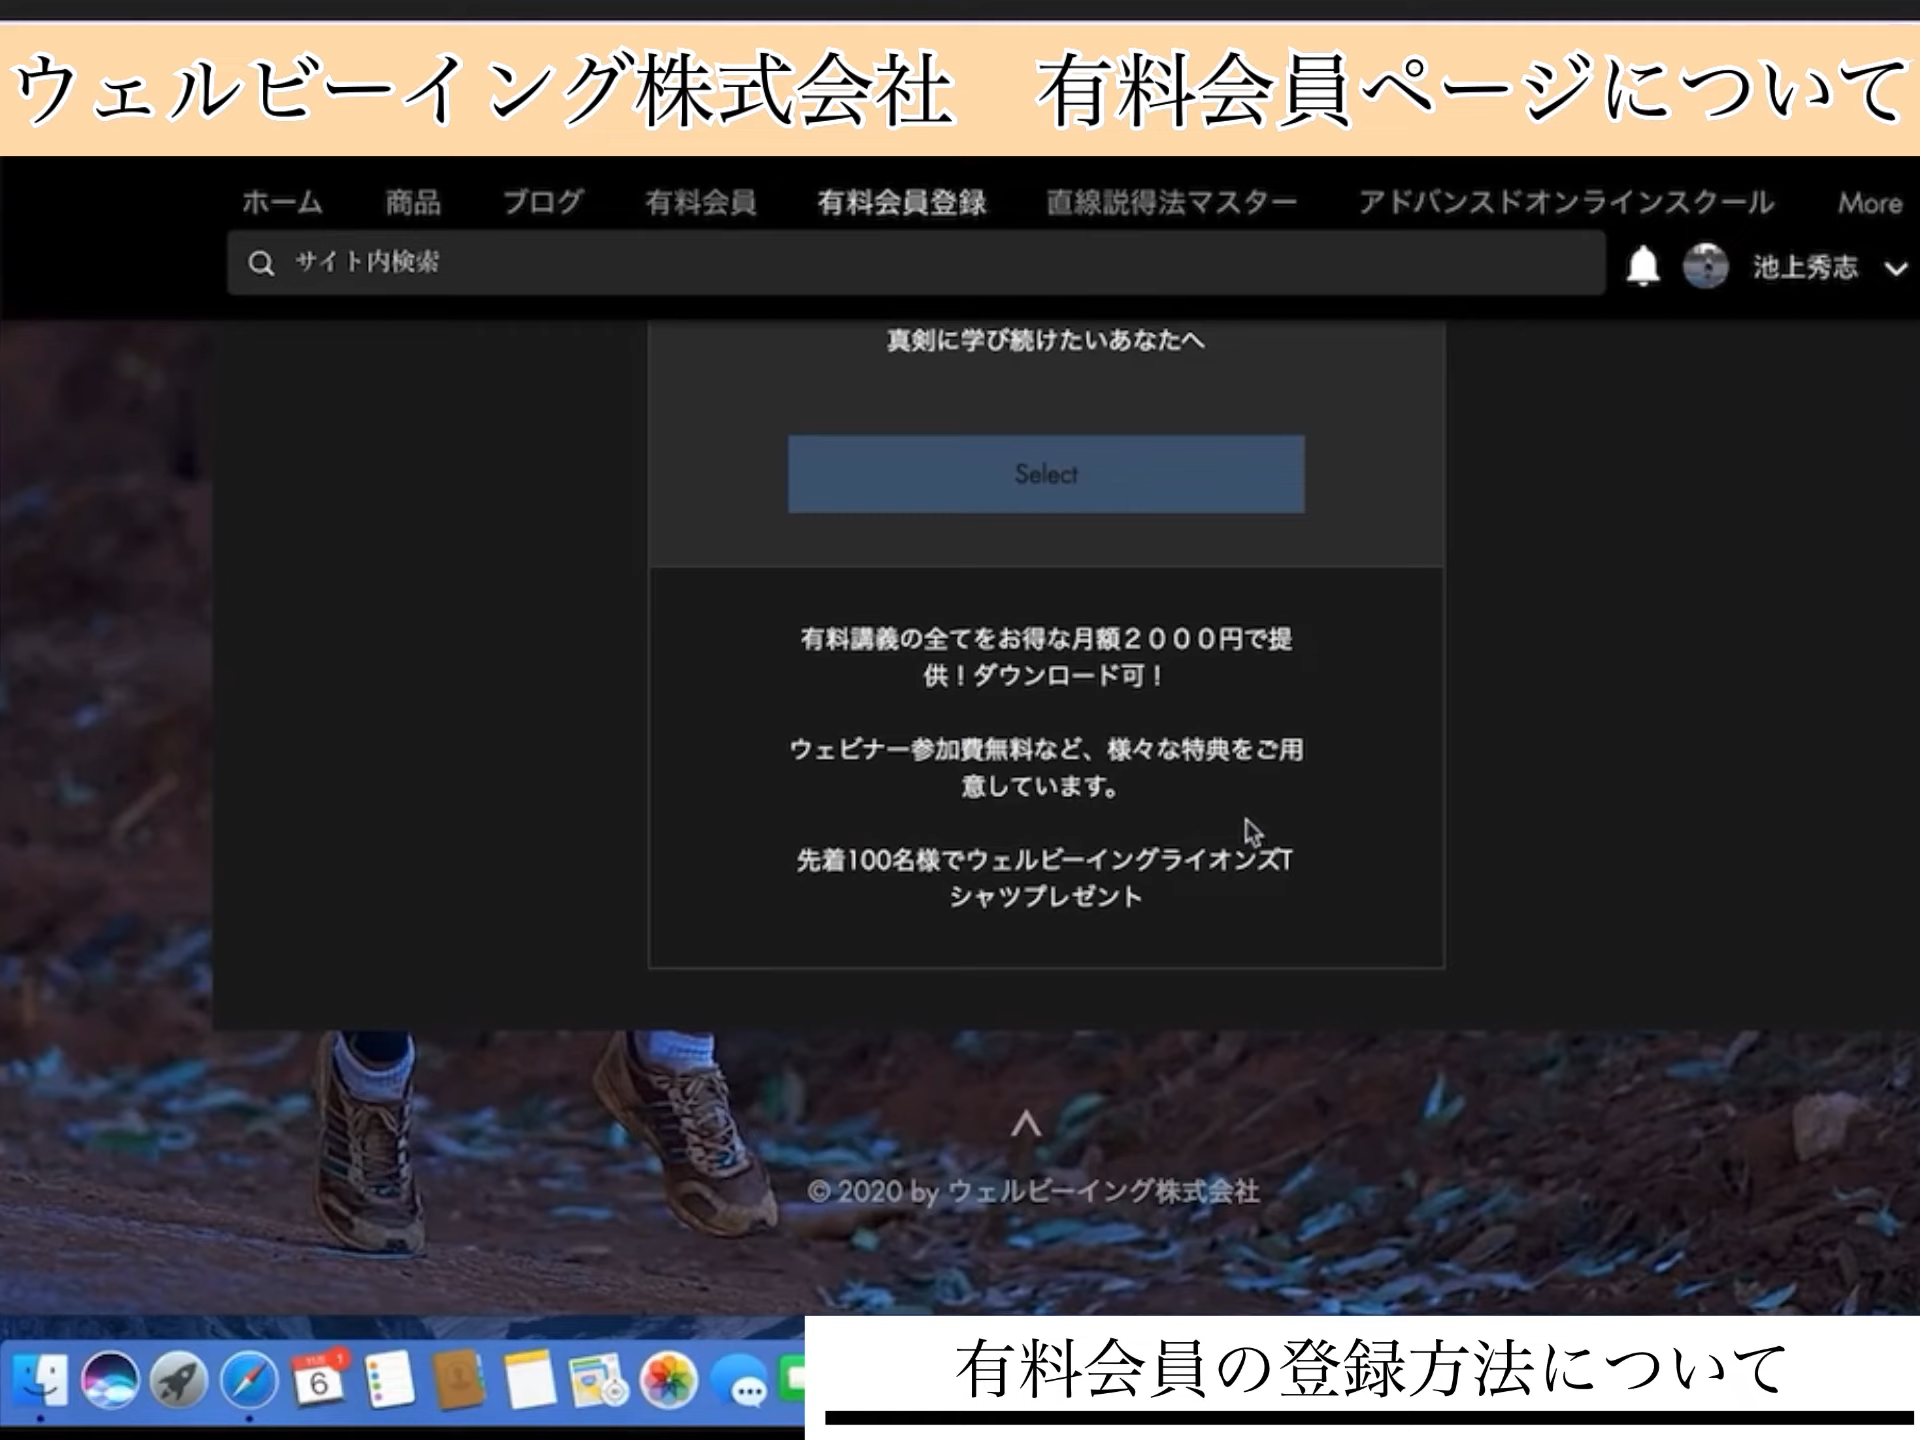 ウェルビーイング株式会社　有料会員ページについて
ホーム 商品 ブログ 有料会員 有料会員登録 直線説得法マスター アドバンスドオンラインスクール More
サイト内検索 池上秀志
真剣に学び続けたいあなたへ
Select
有料講義の全てをお得な月額２０００円で提
供！ダウンロード可！
ウェビナー参加費無料など、様々な特典をご用
意しています。
先着100名様でウェルビーイングライオンズT
シャツプレゼント
© 2020 by ウェルビーイング株式会社
1
6
有料会員の登録方法について